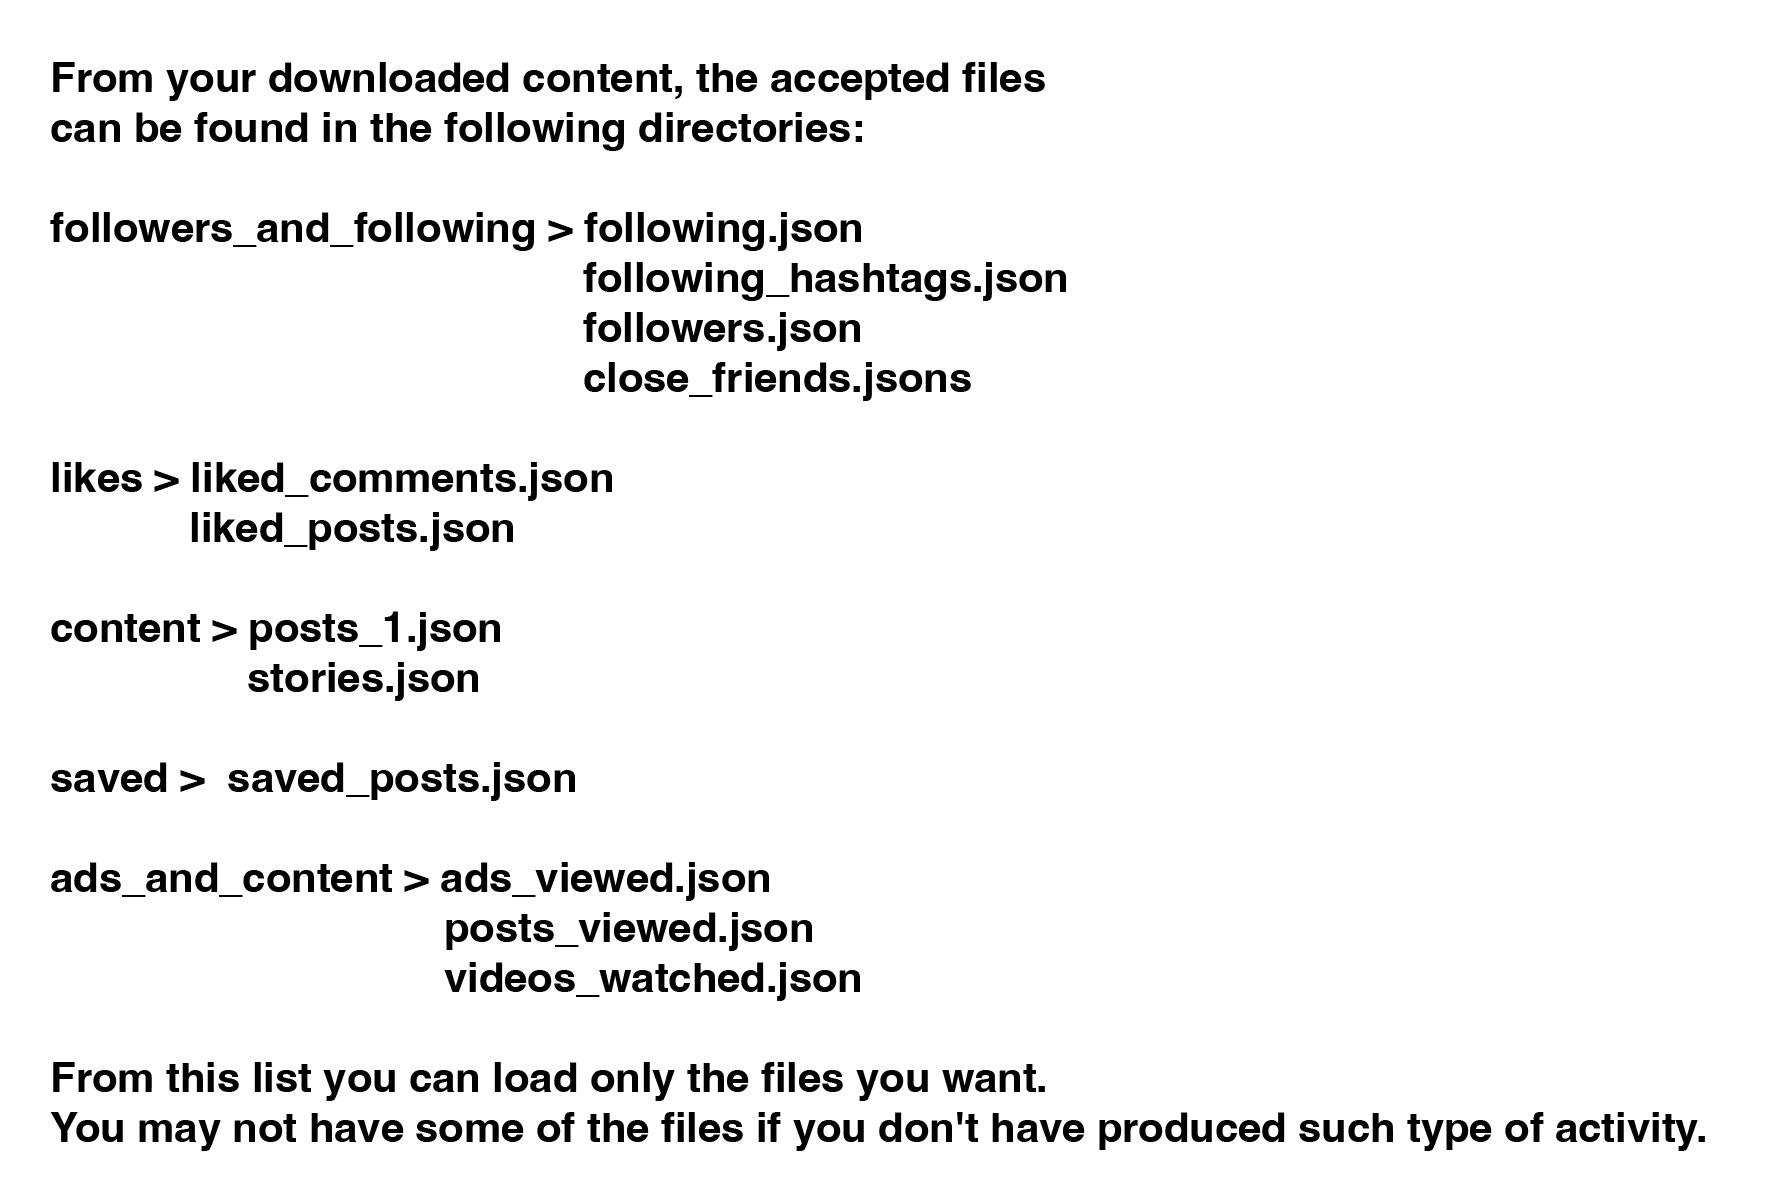 From your downloaded content, the accepted files
can be found in the following directories:
followers_and_following > following.json
following_hashtags.json
followers.json
close_friends.jsons
likes > liked_comments.json
liked_posts.json
content > posts_1.json
stories.json
saved >  saved_posts.json
ads_and_content > ads_viewed.json
posts_viewed.json
videos_watched.json
From this list you can load only the files you want.
You may not have some of the files if you don't have produced such type of activity.